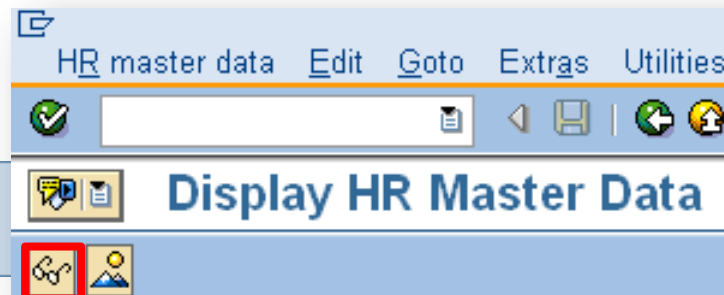 HR master data Edit Goto Extras Utilities
Display HR Master Data